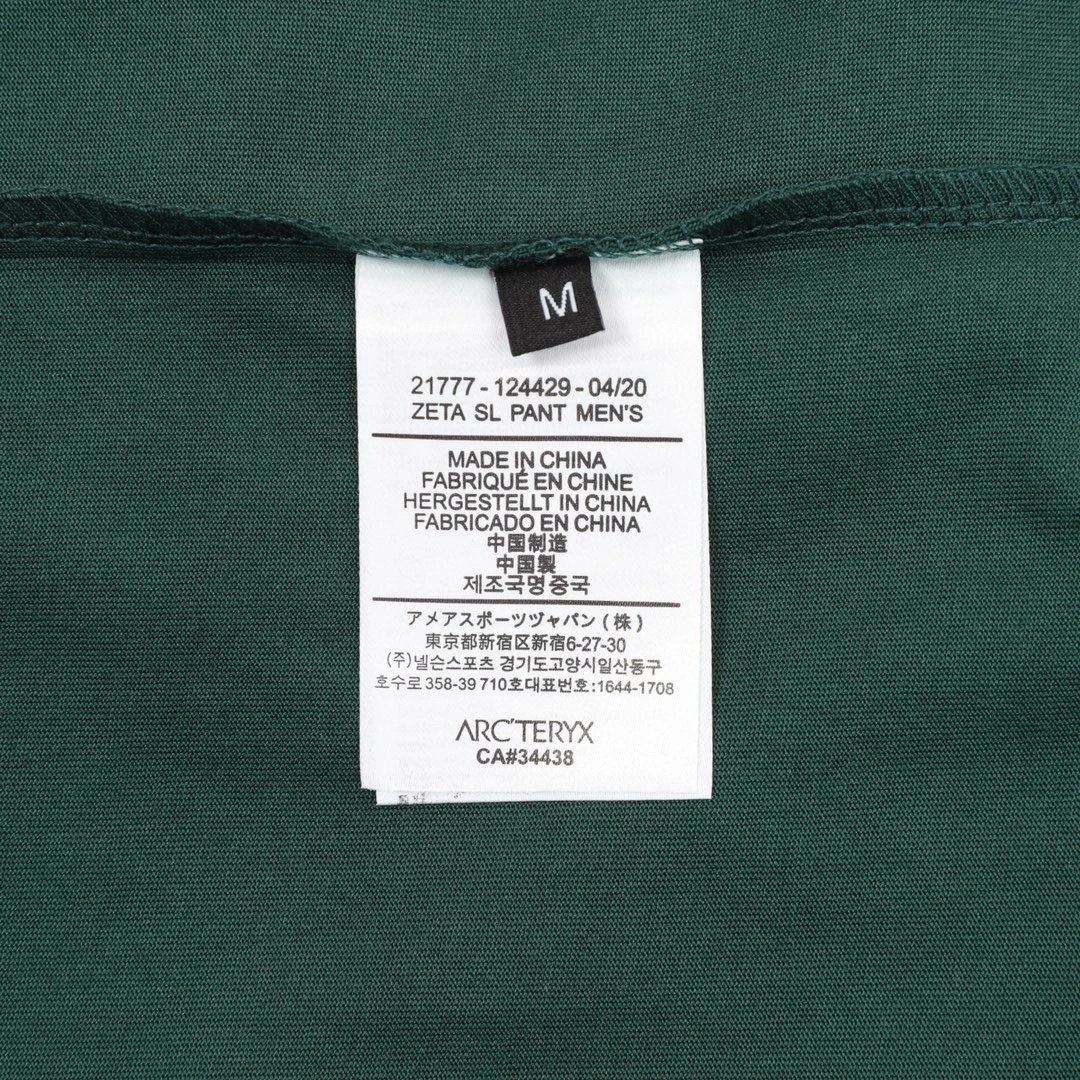 M
21777 - 124429 - 04/20
ZETA SL PANT MEN'S
MADE IN CHINA
FABRIQUÉ EN CHINE
HERGESTELLT IN CHINA
FABRICADO EN CHINA
中国制造
中国製
제조국명 중국
アメアスポーツヅャパン (株)
東京都新宿区新宿6-27-30
(주)넬슨스포츠 경기도고양시일산동구
호수로 358-39 710호대표번호:1644-1708
ARC'TERYX
CA#34438